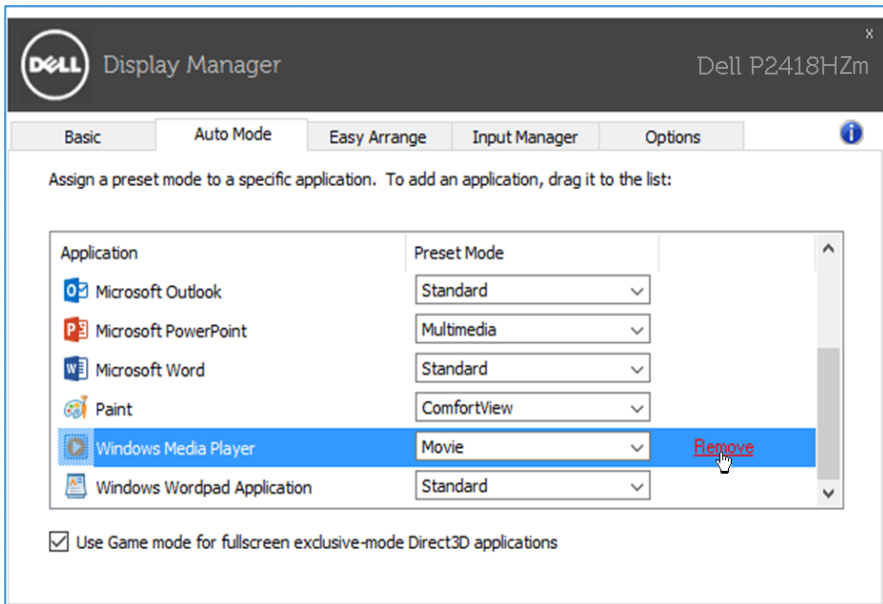 DELL Display Manager
x
Dell P2418HZm
Basic Auto Mode Easy Arrange Input Manager Options
Assign a preset mode to a specific application. To add an application, drag it to the list:
Application Preset Mode
Microsoft Outlook Standard
Microsoft PowerPoint Multimedia
Microsoft Word Standard
Paint ComfortView
Windows Media Player Movie Remove
Windows Wordpad Application Standard
Use Game mode for fullscreen exclusive-mode Direct3D applications